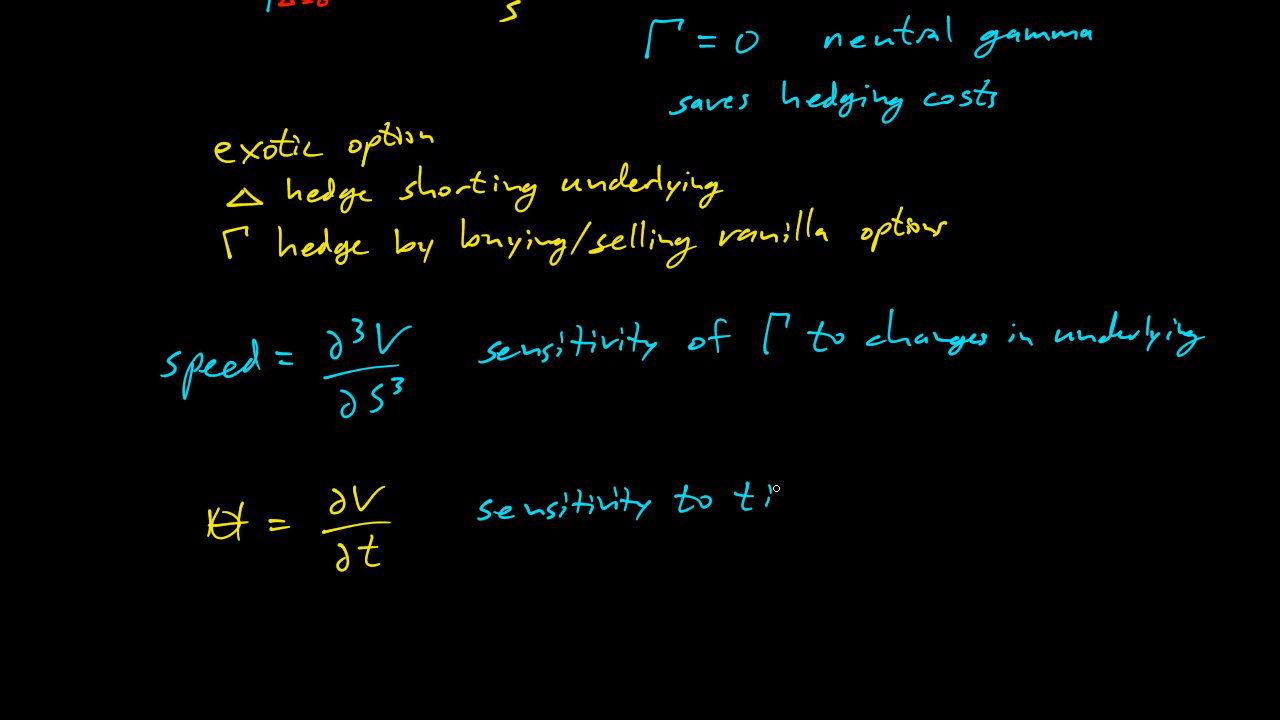 S
Γ = 0 neutral gamma
saves hedging costs
exotic option
Δ hedge shorting underlying
Γ hedge by buying/selling vanilla options
speed = ∂³V/∂S³ sensitivity of Γ to changes in underlying
Θ = ∂V/∂t sensitivity to ti